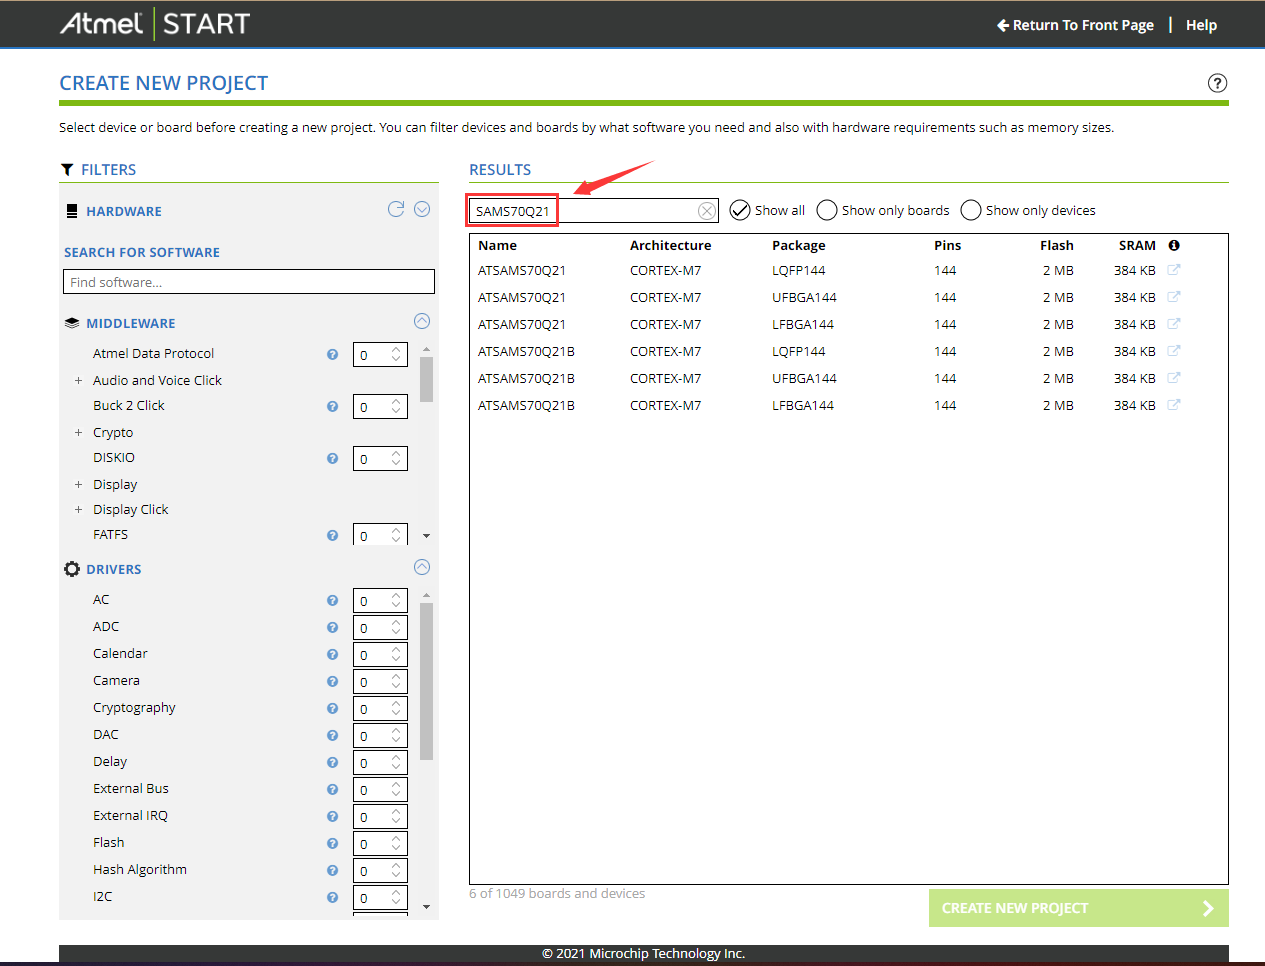 Atmel START
Return To Front Page | Help
CREATE NEW PROJECT
Select device or board before creating a new project. You can filter devices and boards by what software you need and also with hardware requirements such as memory sizes.
FILTERS
HARDWARE
SEARCH FOR SOFTWARE
Find software...
MIDDLEWARE
Atmel Data Protocol ? 0
+ Audio and Voice Click
Buck 2 Click ? 0
+ Crypto
DISKIO ? 0
+ Display
+ Display Click
FATFS ? 0
DRIVERS
AC ? 0
ADC ? 0
Calendar ? 0
Camera ? 0
Cryptography ? 0
DAC ? 0
Delay ? 0
External Bus ? 0
External IRQ ? 0
Flash ? 0
Hash Algorithm ? 0
I2C ? 0
RESULTS
SAMS70Q21 Show all Show only boards Show only devices
Name Architecture Package Pins Flash SRAM
ATSAMS70Q21 CORTEX-M7 LQFP144 144 2 MB 384 KB
ATSAMS70Q21 CORTEX-M7 UFBGA144 144 2 MB 384 KB
ATSAMS70Q21 CORTEX-M7 LFBGA144 144 2 MB 384 KB
ATSAMS70Q21B CORTEX-M7 LQFP144 144 2 MB 384 KB
ATSAMS70Q21B CORTEX-M7 UFBGA144 144 2 MB 384 KB
ATSAMS70Q21B CORTEX-M7 LFBGA144 144 2 MB 384 KB
6 of 1049 boards and devices
CREATE NEW PROJECT
© 2021 Microchip Technology Inc.